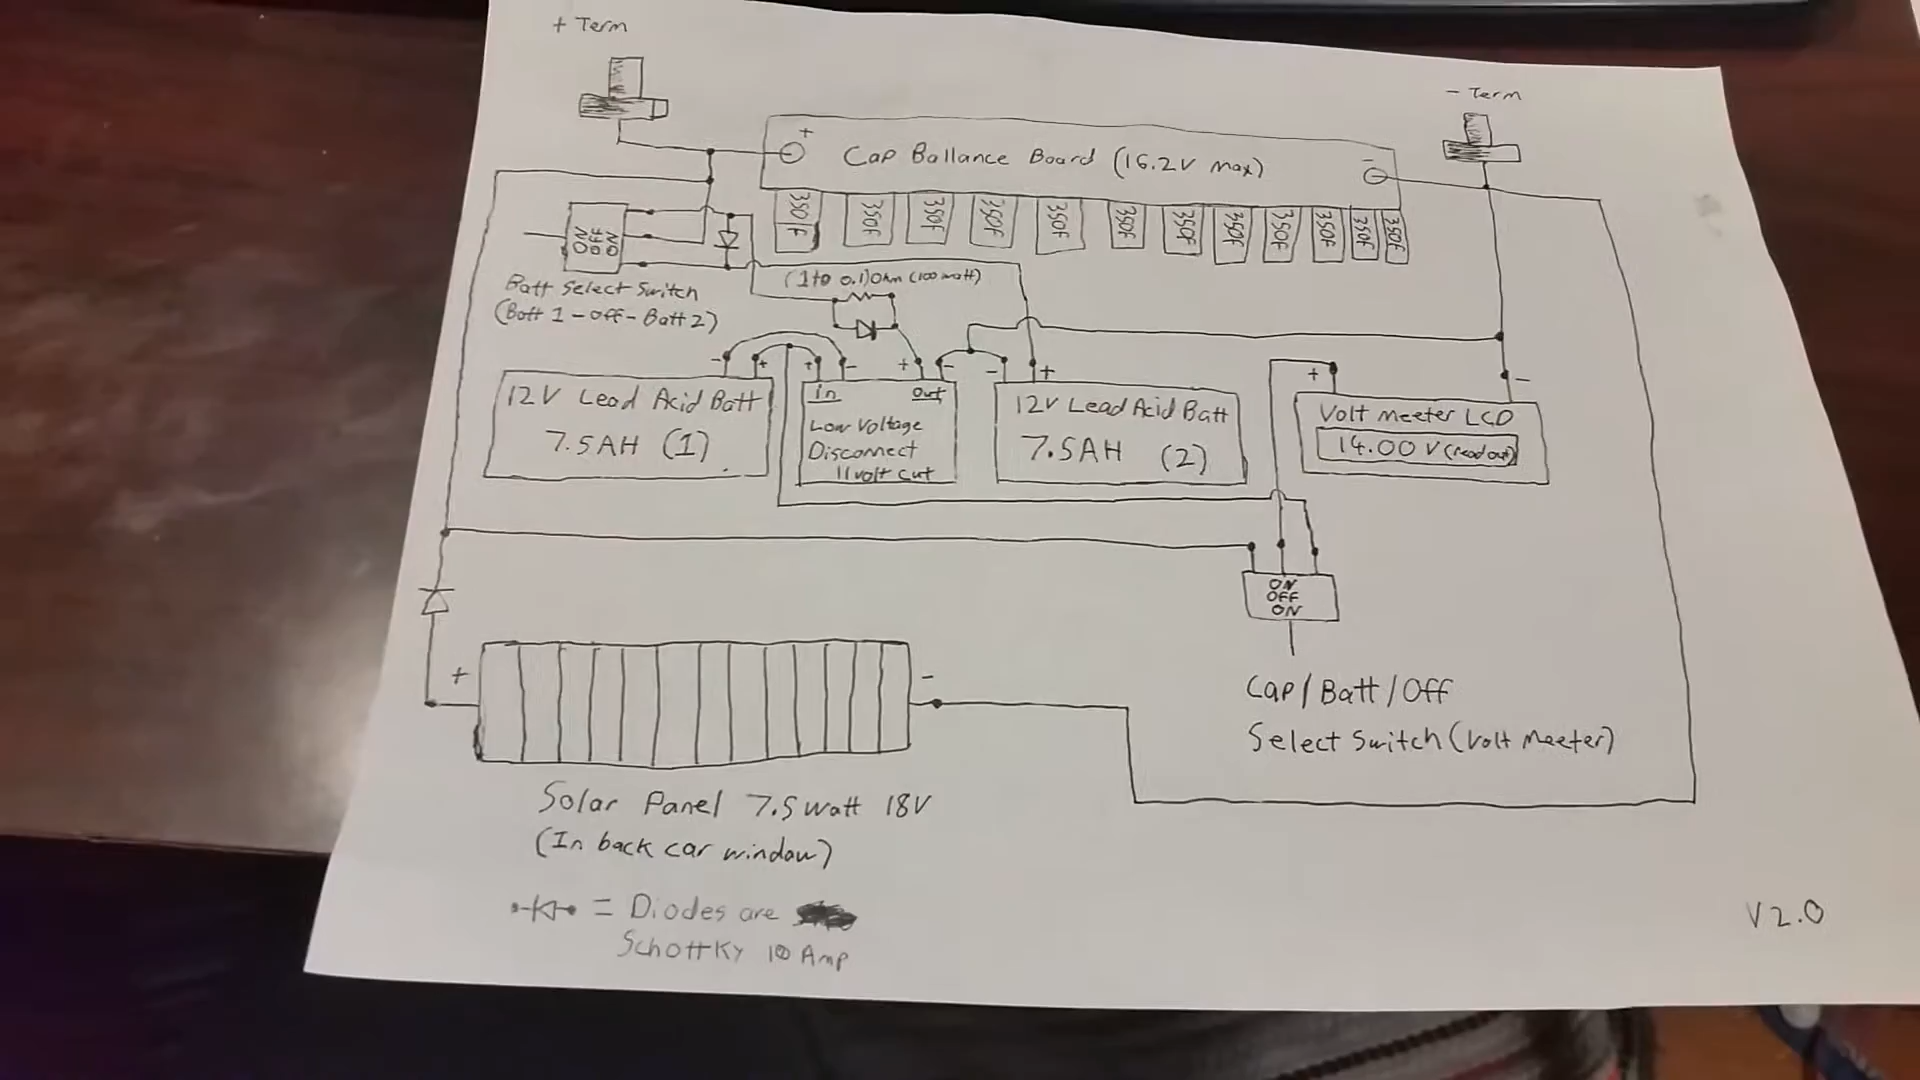 + Term
- Term
+
-
Cap Ballance Board (16.2V max)
350F
350F
350F
350F
350F
350F
350F
350F
350F
350F
350F
350F
ON
OFF
ON
Batt Select Switch
(Batt 1 - off - Batt 2)
(1 to 0.1) Ohm (100 watt)
- + + - + - - + + -
12V Lead Acid Batt
7.5AH (1)
in out
Low Voltage
Disconnect
11 volt cut
12V Lead Acid Batt
7.5AH (2)
Volt Meeter LCD
14.00 V (readout)
ON
OFF
ON
Cap / Batt / Off
Select Switch (Volt Meeter)
+ -
Solar Panel 7.5 watt 18V
(In back car window)
= Diodes are
Schottky 10 Amp
V 2.0